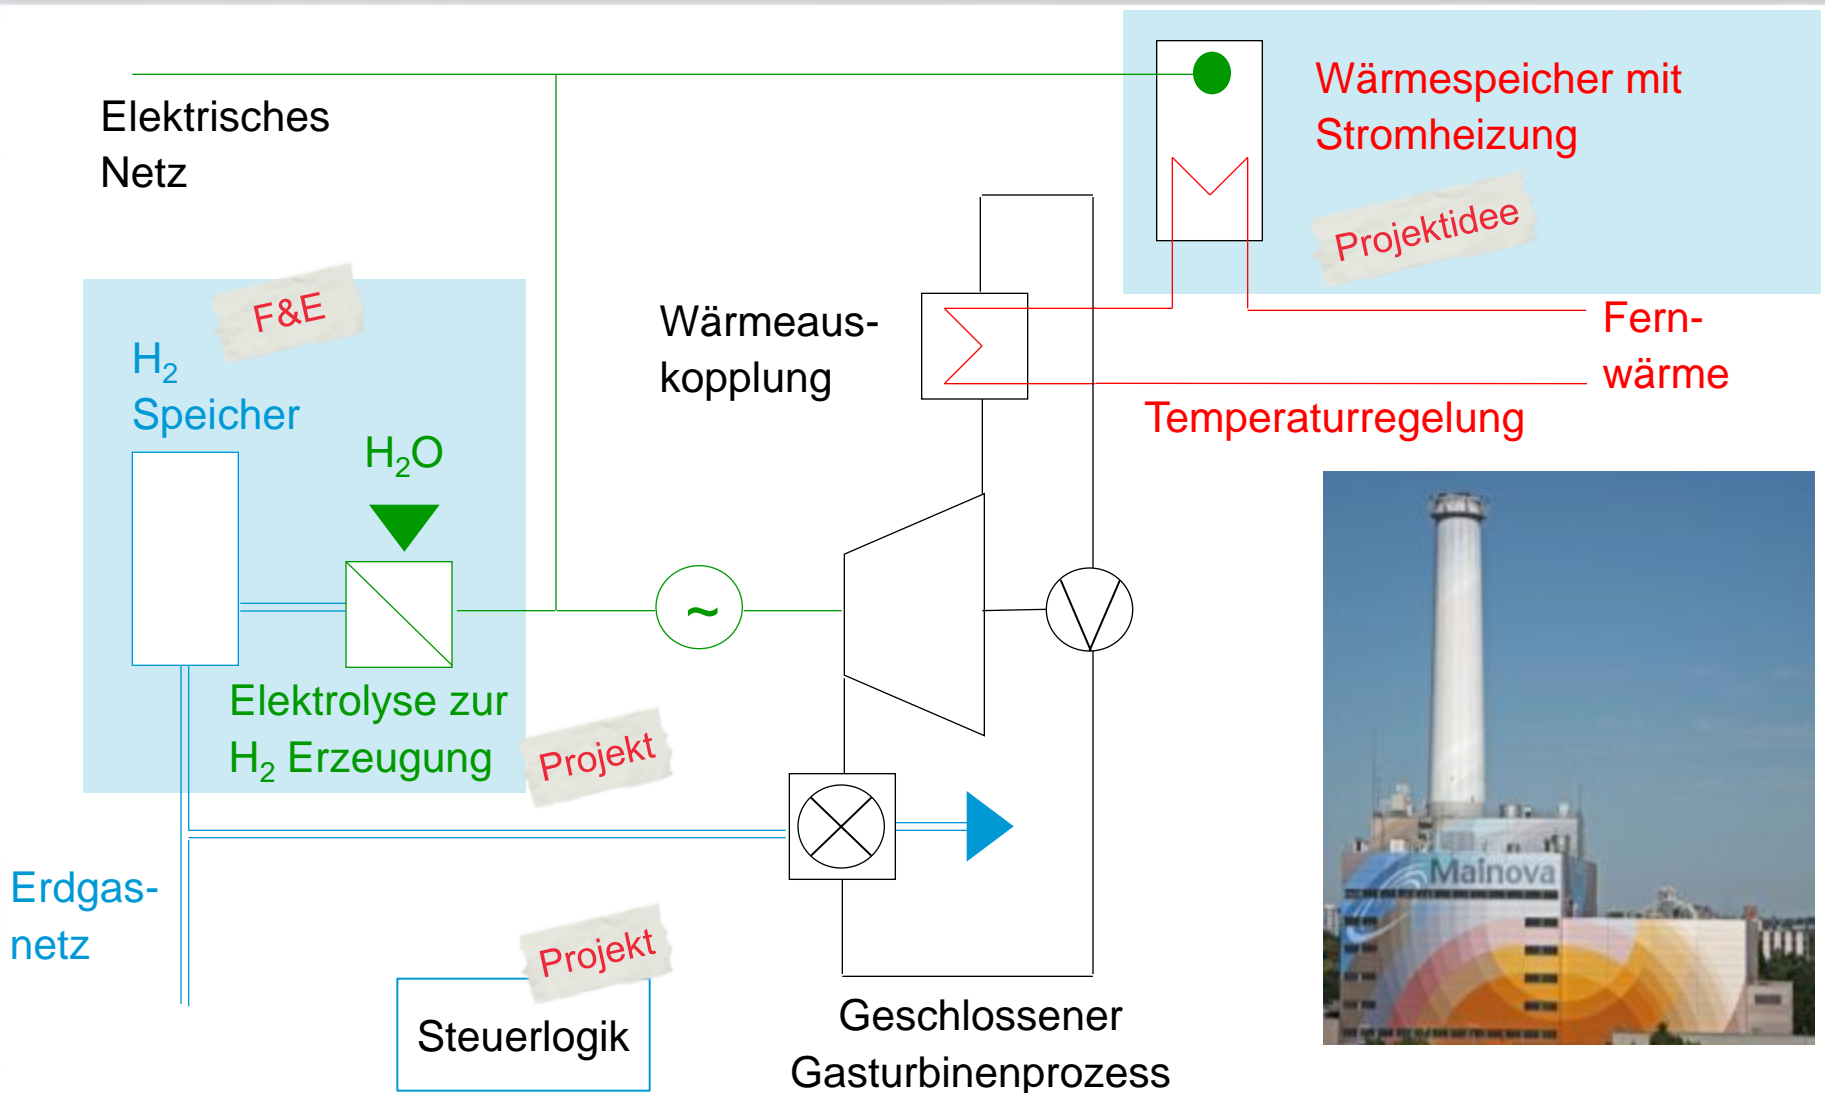 Elektrisches
Netz
Wärmespeicher mit
Stromheizung
Projektidee
F&E
H₂
Speicher
H₂O
Wärmeaus-
kopplung
Fern-
wärme
Temperaturregelung
~
Elektrolyse zur
H₂ Erzeugung
Projekt
Erdgas-
netz
Projekt
Steuerlogik
Geschlossener
Gasturbinenprozess
Mainova